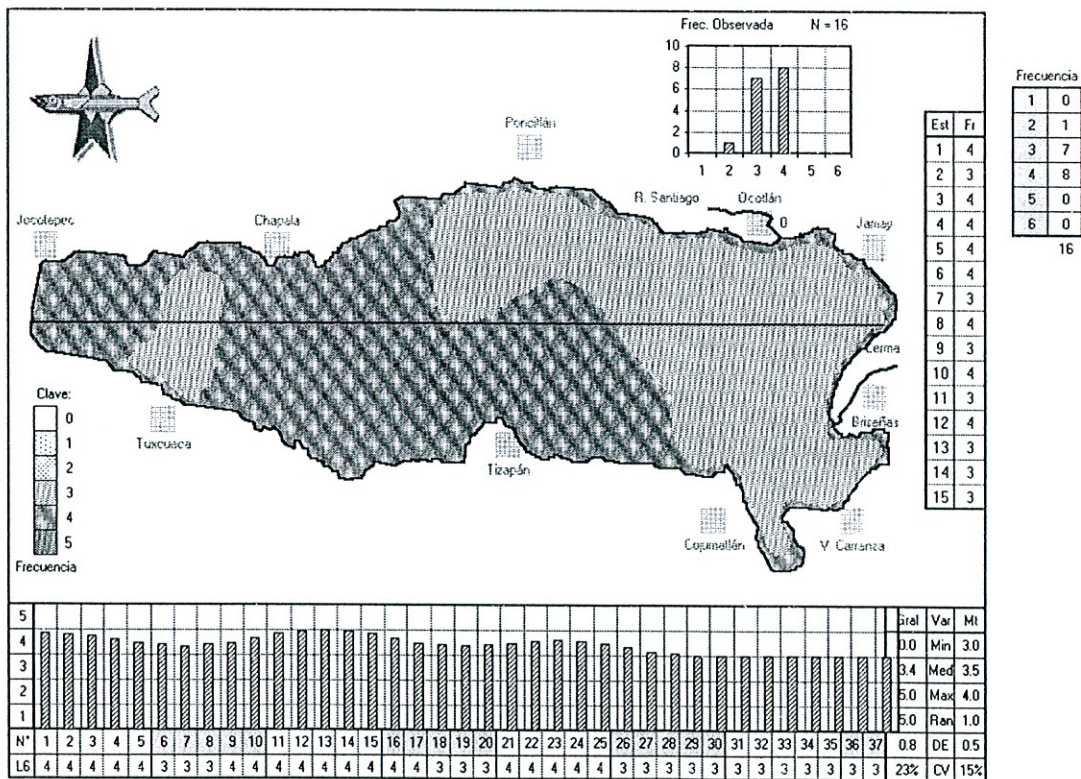 Frec. Observada N = 16
10
8
6
4
2
0
1 2 3 4 5 6
Frecuencia
1 0
2 1
3 7
4 8
5 0
6 0
16
Est Fr
1 4
2 3
3 4
4 4
5 4
6 4
7 3
8 4
9 3
10 4
11 3
12 4
13 3
14 3
15 3
Poncitlán
R. Santiago Ocotlán
0
Jocotepec Chapala Jamay
Lerma
Briseñas
Tuxcueca
Tizapán
Cojumatlán V. Carranza
Clave:
0
1
2
3
4
5
Frecuencia
5 Gral Var Mt
4 0.0 Min 3.0
3 3.4 Med 3.5
2 5.0 Max 4.0
1 5.0 Ran 1.0
N° 1 2 3 4 5 6 7 8 9 10 11 12 13 14 15 16 17 18 19 20 21 22 23 24 25 26 27 28 29 30 31 32 33 34 35 36 37 0.8 DE 0.5
L6 4 4 4 4 4 3 3 3 4 4 4 4 4 4 4 4 4 3 3 3 4 4 4 4 4 3 3 3 3 3 3 3 3 3 3 3 3 23% CV 15%